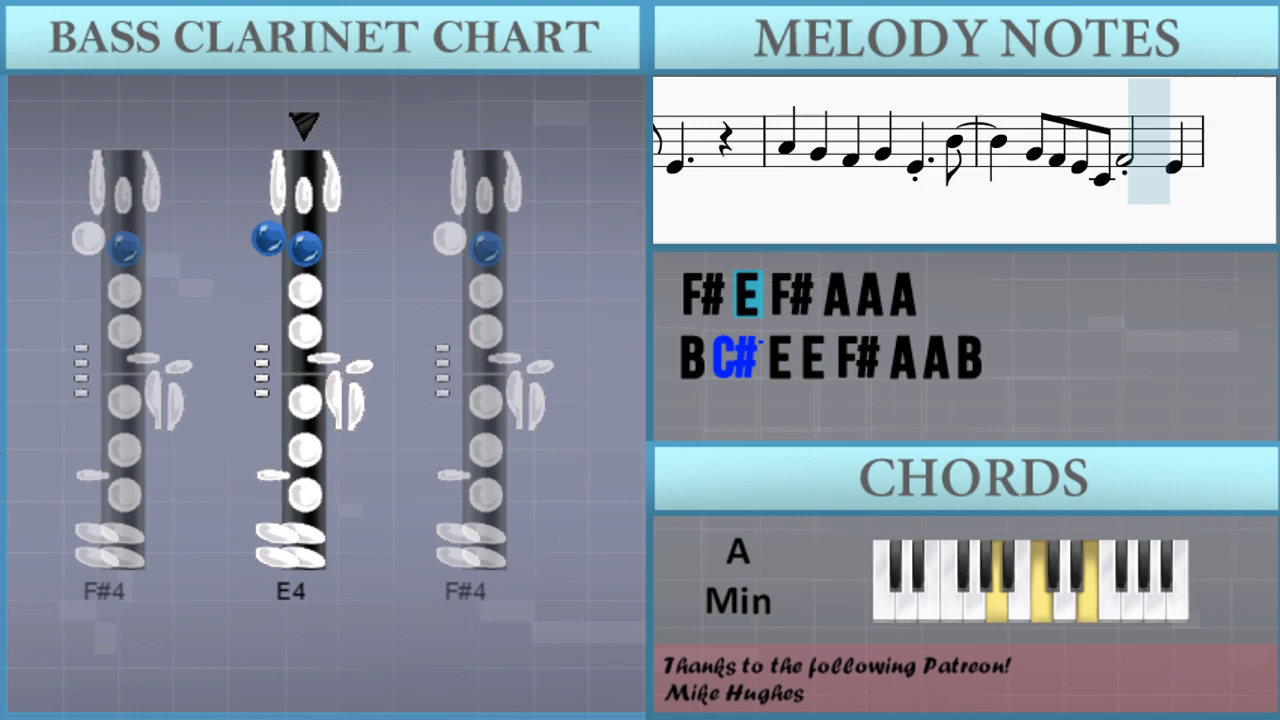 BASS CLARINET CHART
F#4 E4 F#4
MELODY NOTES
F# E F# A A A
B C#- E E F# A A B
CHORDS
A
Min
Thanks to the following Patreon!
Mike Hughes